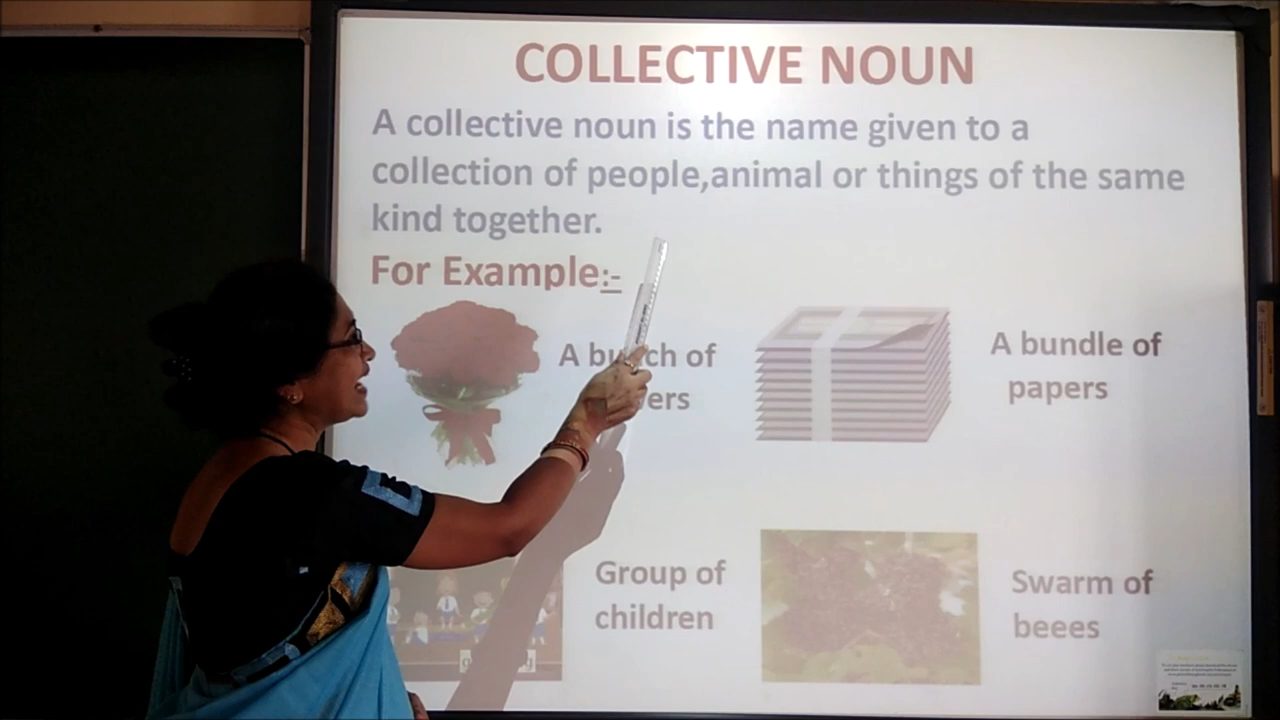 COLLECTIVE NOUN
A collective noun is the name given to a
collection of people,animal or things of the same
kind together.
For Example:-
A bunch of
A bundle of
papers
Group of
children
Swarm of
beees